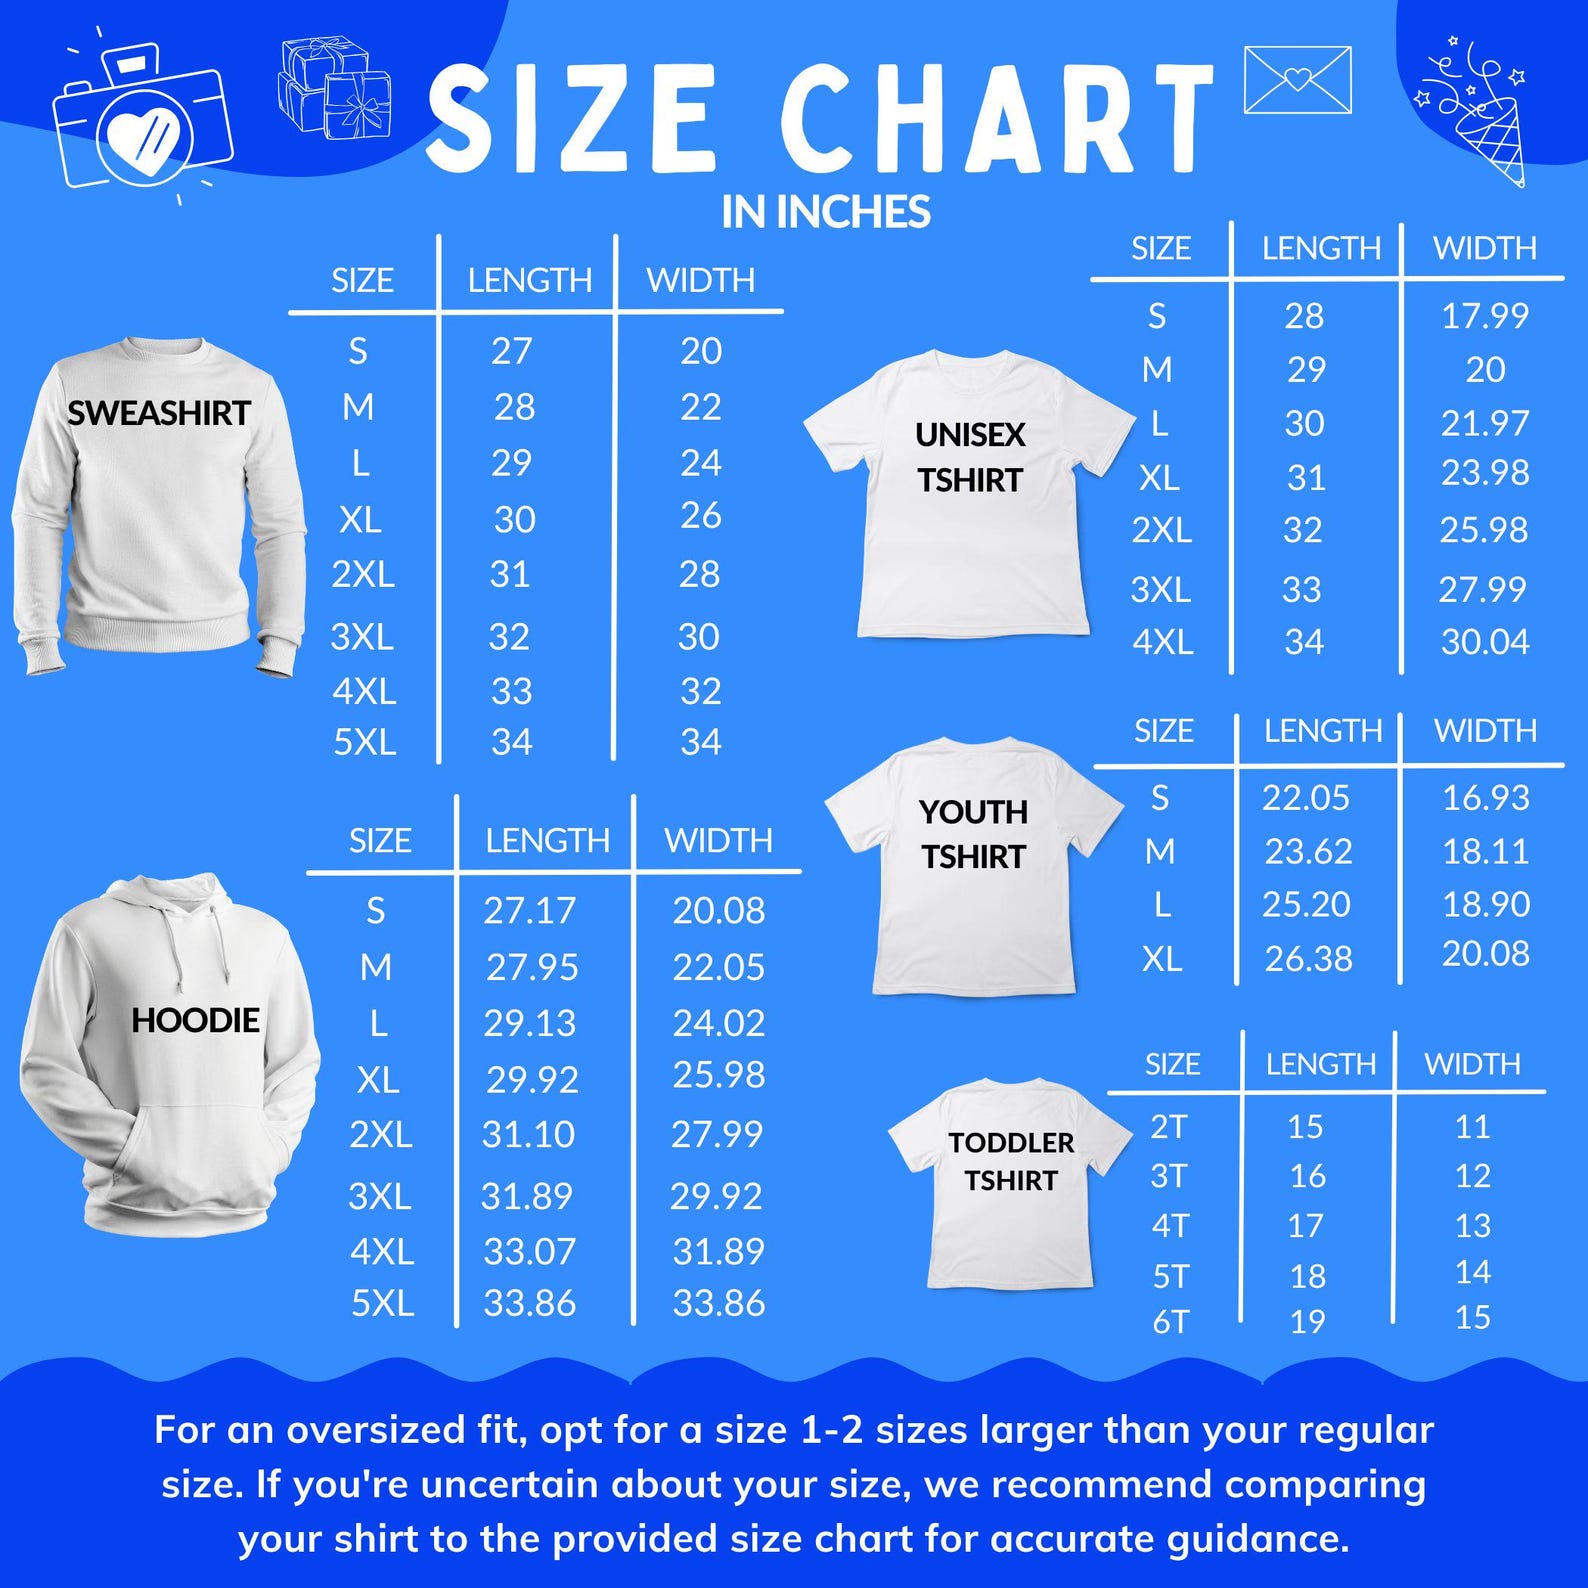 SIZE CHART
IN INCHES
SWEASHIRT
SIZE LENGTH WIDTH
S 27 20
M 28 22
L 29 24
XL 30 26
2XL 31 28
3XL 32 30
4XL 33 32
5XL 34 34
HOODIE
SIZE LENGTH WIDTH
S 27.17 20.08
M 27.95 22.05
L 29.13 24.02
XL 29.92 25.98
2XL 31.10 27.99
3XL 31.89 29.92
4XL 33.07 31.89
5XL 33.86 33.86
UNISEX
TSHIRT
SIZE LENGTH WIDTH
S 28 17.99
M 29 20
L 30 21.97
XL 31 23.98
2XL 32 25.98
3XL 33 27.99
4XL 34 30.04
YOUTH
TSHIRT
SIZE LENGTH WIDTH
S 22.05 16.93
M 23.62 18.11
L 25.20 18.90
XL 26.38 20.08
TODDLER
TSHIRT
SIZE LENGTH WIDTH
2T 15 11
3T 16 12
4T 17 13
5T 18 14
6T 19 15
For an oversized fit, opt for a size 1-2 sizes larger than your regular
size. If you're uncertain about your size, we recommend comparing
your shirt to the provided size chart for accurate guidance.